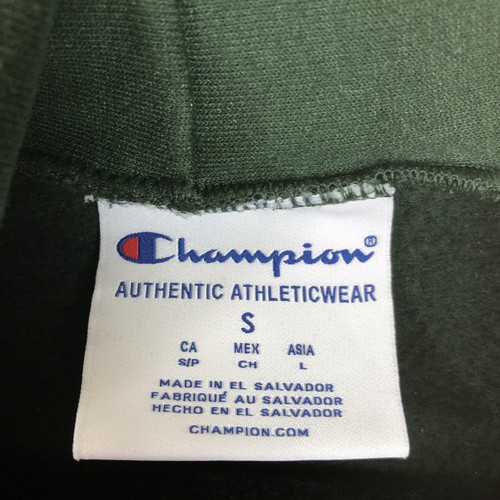 Champion®
AUTHENTIC ATHLETICWEAR
S
CA MEX ASIA
S/P CH L
MADE IN EL SALVADOR
FABRIQUÉ AU SALVADOR
HECHO EN EL SALVADOR
CHAMPION.COM